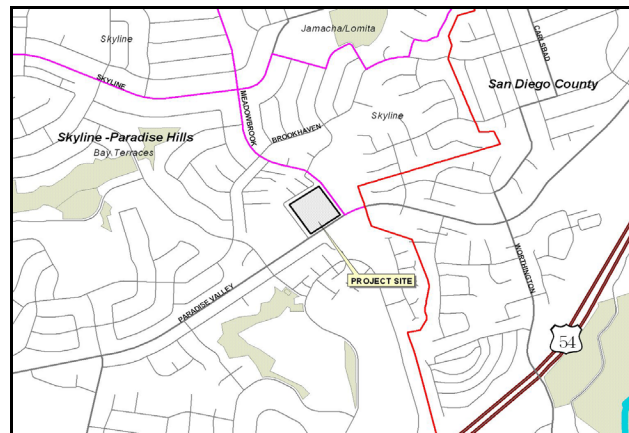 Jamacha/Lomita
Skyline
CARLSBAD
SKYLINE
San Diego County
MEADOWBROOK
Skyline
BROOKHAVEN
Skyline -Paradise Hills
Bay Terraces
WORTHINGTON
PROJECT SITE
PARADISE VALLEY
54